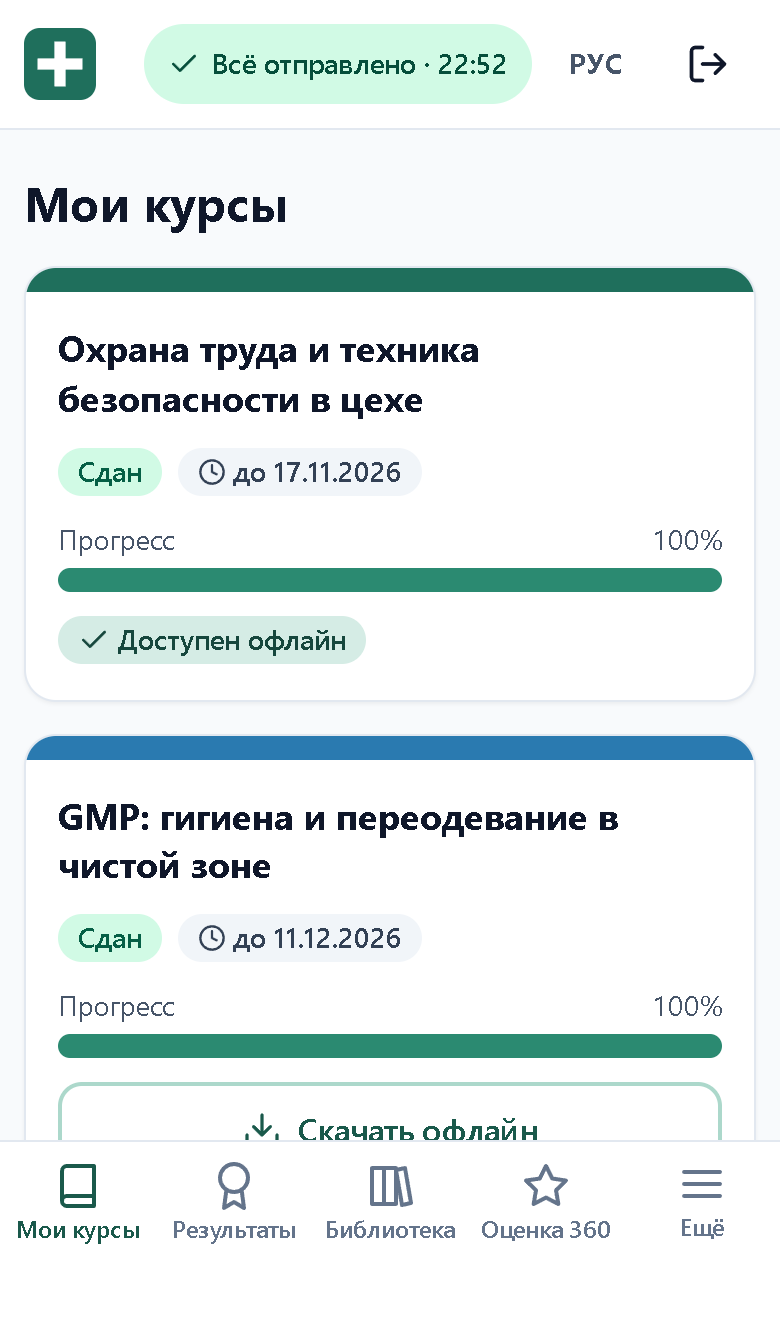 Всё отправлено · 22:52
РУС
Мои курсы
Охрана труда и техника
безопасности в цехе
Сдан
до 17.11.2026
Прогресс
100%
Доступен офлайн
GMP: гигиена и переодевание в
чистой зоне
Сдан
до 11.12.2026
Прогресс
100%
Скачать офлайн
Мои курсы
Результаты
Библиотека
Оценка 360
Ещё